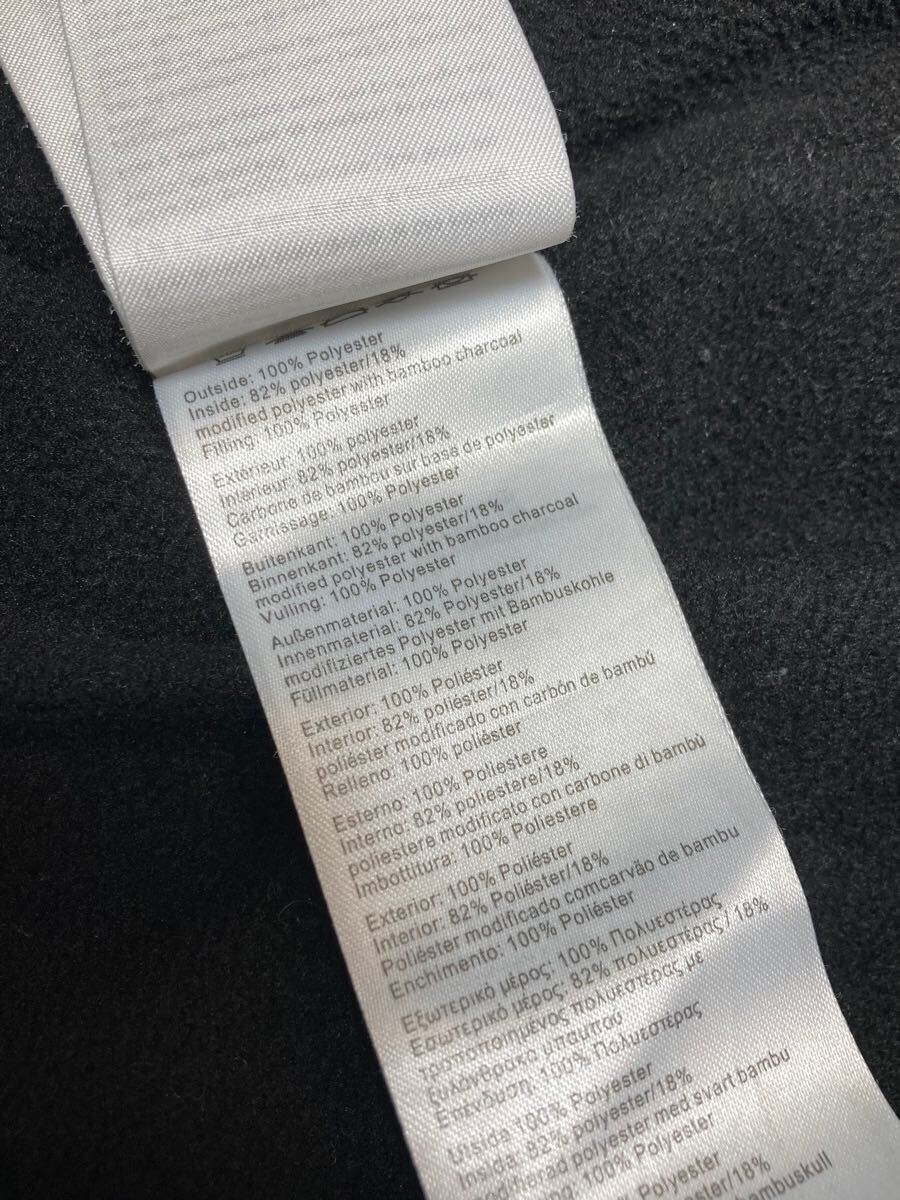 Outside: 100% Polyester
Inside: 82% polyester/18%
modified polyester with bamboo charcoal
Filling: 100% Polyester
Extérieur: 100% polyester
Intérieur: 82% polyester/18%
Carbone de bambou sur base de polyester
Garnissage: 100% Polyester
Buitenkant: 100% Polyester
Binnenkant: 82% polyester/18%
modified polyester with bamboo charcoal
Vulling: 100% Polyester
Außenmaterial: 100% Polyester
Innenmaterial: 82% Polyester/18%
modifiziertes Polyester mit Bambuskohle
Füllmaterial: 100% Polyester
Exterior: 100% Poliéster
Interior: 82% poliéster/18%
poliéster modificado con carbón de bambú
Relleno: 100% poliéster
Esterno: 100% Poliestere
Interno: 82% poliestere/18%
poliestere modificato con carbone di bambù
Imbottitura: 100% Poliestere
Exterior: 100% Poliéster
Interior: 82% Poliéster/18%
Poliéster modificado comcarvão de bambu
Enchimento: 100% Poliéster
Εξωτερικό μέρος: 100% Πολυεστέρας
Εσωτερικό μέρος: 82% πολυεστέρας / 18%
τροποποιημένος πολυεστέρας με
ξυλάνθρακα μπαμπού
Επένδυση: 100% Πολυεστέρας
Utsida 100% Polyester
Insida: 82% polyester/18%
polyester med svart bambu
100% Polyester
Polyester
polyester/18%